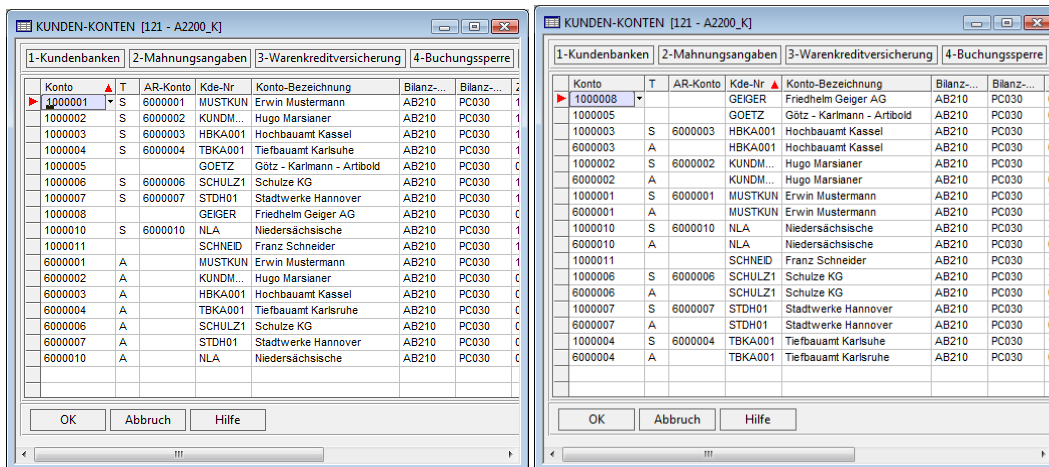 KUNDEN-KONTEN [121 - A2200_K]
1-Kundenbanken 2-Mahnungsangaben 3-Warenkreditversicherung 4-Buchungssperre
Konto T AR-Konto Kde-Nr Konto-Bezeichnung Bilanz-... Bilanz-...
1000001 S 6000001 MUSTKUN Erwin Mustermann AB210 PC030
1000002 S 6000002 KUNDM... Hugo Marsianer AB210 PC030
1000003 S 6000003 HBKA001 Hochbauamt Kassel AB210 PC030
1000004 S 6000004 TBKA001 Tiefbauamt Karlsuhe AB210 PC030
1000005 GOETZ Götz - Karlmann - Artibold AB210 PC030
1000006 S 6000006 SCHULZ1 Schulze KG AB210 PC030
1000007 S 6000007 STDH01 Stadtwerke Hannover AB210 PC030
1000008 GEIGER Friedhelm Geiger AG AB210 PC030
1000010 S 6000010 NLA Niedersächsische AB210 PC030
1000011 SCHNEID Franz Schneider AB210 PC030
6000001 A MUSTKUN Erwin Mustermann AB210 PC030
6000002 A KUNDM... Hugo Marsianer AB210 PC030
6000003 A HBKA001 Hochbauamt Kassel AB210 PC030
6000004 A TBKA001 Tiefbauamt Karlsruhe AB210 PC030
6000006 A SCHULZ1 Schulze KG AB210 PC030
6000007 A STDH01 Stadtwerke Hannover AB210 PC030
6000010 A NLA Niedersächsische AB210 PC030
OK Abbruch Hilfe
KUNDEN-KONTEN [121 - A2200_K]
1-Kundenbanken 2-Mahnungsangaben 3-Warenkreditversicherung 4-Buchungssperre
Konto T AR-Konto Kde-Nr Konto-Bezeichnung Bilanz-... Bilanz-...
1000008 GEIGER Friedhelm Geiger AG AB210 PC030
1000005 GOETZ Götz - Karlmann - Artibold AB210 PC030
1000003 S 6000003 HBKA001 Hochbauamt Kassel AB210 PC030
6000003 A HBKA001 Hochbauamt Kassel AB210 PC030
1000002 S 6000002 KUNDM... Hugo Marsianer AB210 PC030
6000002 A KUNDM... Hugo Marsianer AB210 PC030
1000001 S 6000001 MUSTKUN Erwin Mustermann AB210 PC030
6000001 A MUSTKUN Erwin Mustermann AB210 PC030
1000010 S 6000010 NLA Niedersächsische AB210 PC030
6000010 A NLA Niedersächsische AB210 PC030
1000011 SCHNEID Franz Schneider AB210 PC030
1000006 S 6000006 SCHULZ1 Schulze KG AB210 PC030
6000006 A SCHULZ1 Schulze KG AB210 PC030
1000007 S 6000007 STDH01 Stadtwerke Hannover AB210 PC030
6000007 A STDH01 Stadtwerke Hannover AB210 PC030
1000004 S 6000004 TBKA001 Tiefbauamt Karlsruhe AB210 PC030
6000004 A TBKA001 Tiefbauamt Karlsruhe AB210 PC030
OK Abbruch Hilfe